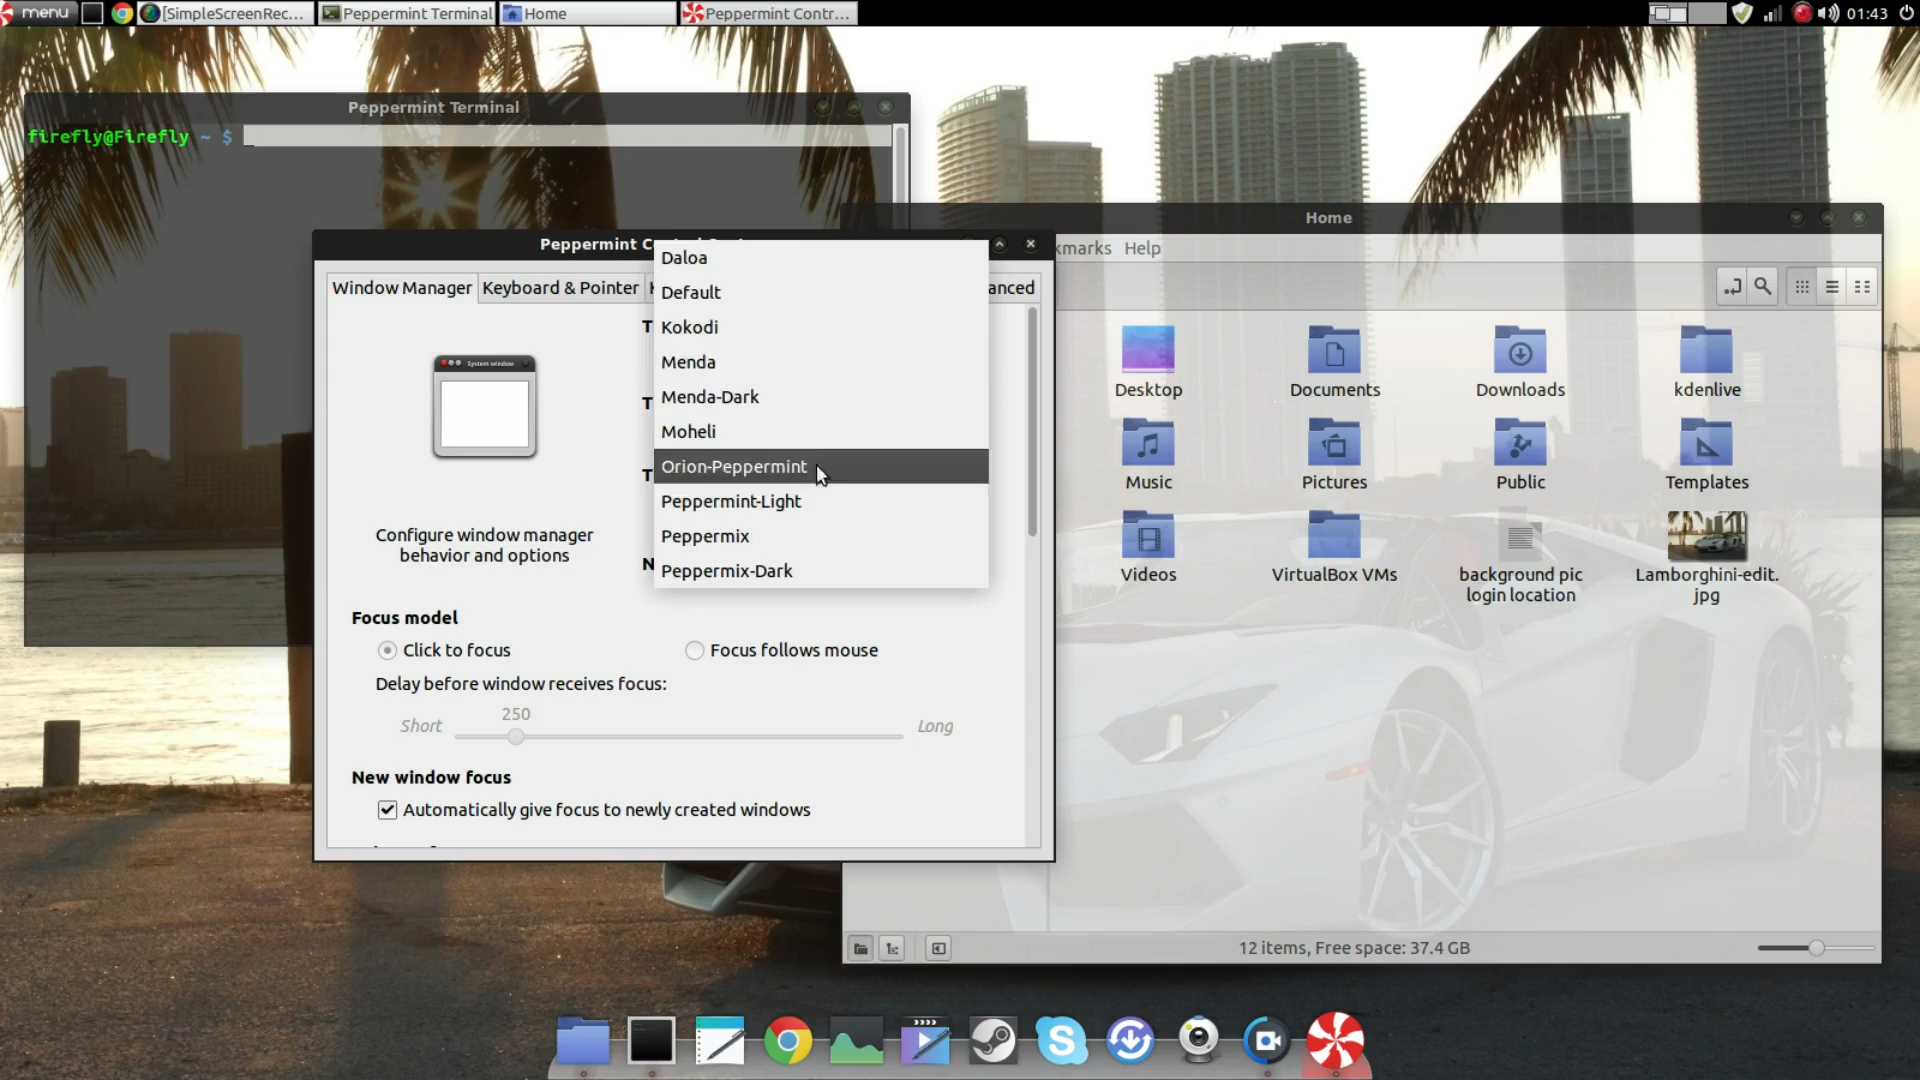 menu
[SimpleScreenRec...
Peppermint Terminal
Home
Peppermint Contr...
01:43
Peppermint Terminal
firefly@Firefly ~ $
Home
Peppermint C
kmarks Help
Window Manager
Keyboard & Pointer
anced
Daloa
Default
Kokodi
Menda
Menda-Dark
Moheli
Orion-Peppermint
Peppermint-Light
Peppermix
Peppermix-Dark
System window
Configure window manager
behavior and options
Focus model
Click to focus
Focus follows mouse
Delay before window receives focus:
Short
250
Long
New window focus
Automatically give focus to newly created windows
Desktop
Documents
Downloads
kdenlive
Music
Pictures
Public
Templates
Videos
VirtualBox VMs
background pic
login location
Lamborghini-edit.
jpg
12 items, Free space: 37.4 GB